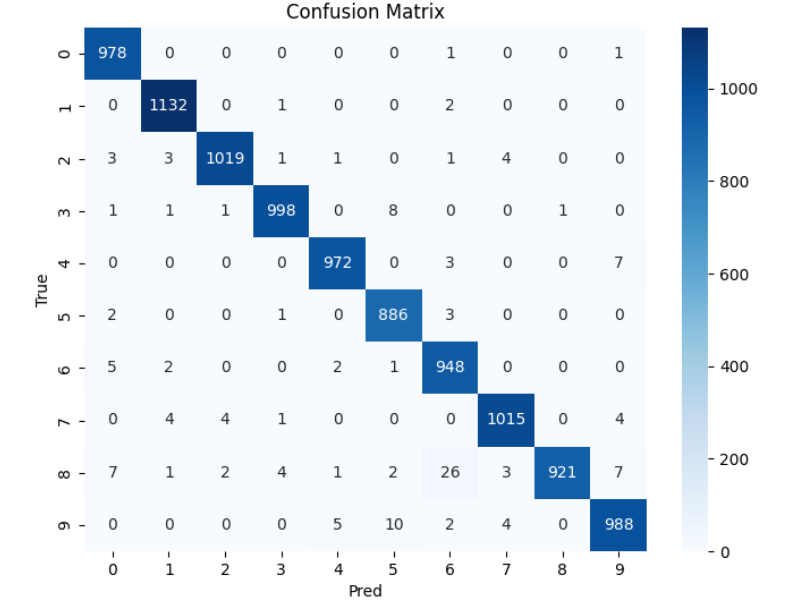 Confusion Matrix
0 978 0 0 0 0 0 1 0 0 1
1 0 1132 0 1 0 0 2 0 0 0
2 3 3 1019 1 1 0 1 4 0 0
3 1 1 1 998 0 8 0 0 1 0
4 0 0 0 0 972 0 3 0 0 7
5 2 0 0 1 0 886 3 0 0 0
6 5 2 0 0 2 1 948 0 0 0
7 0 4 4 1 0 0 0 1015 0 4
8 7 1 2 4 1 2 26 3 921 7
9 0 0 0 0 5 10 2 4 0 988
0 1 2 3 4 5 6 7 8 9
True
Pred
1000
800
600
400
200
0